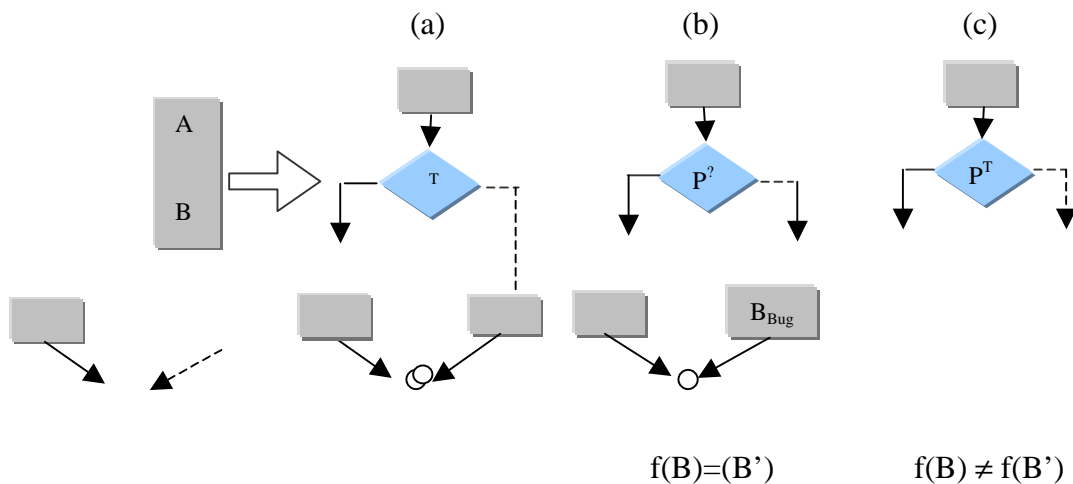 (a) (b) (c)
A
B
T
P?
PT
BBug
f(B)=(B’)
f(B) ≠ f(B’)